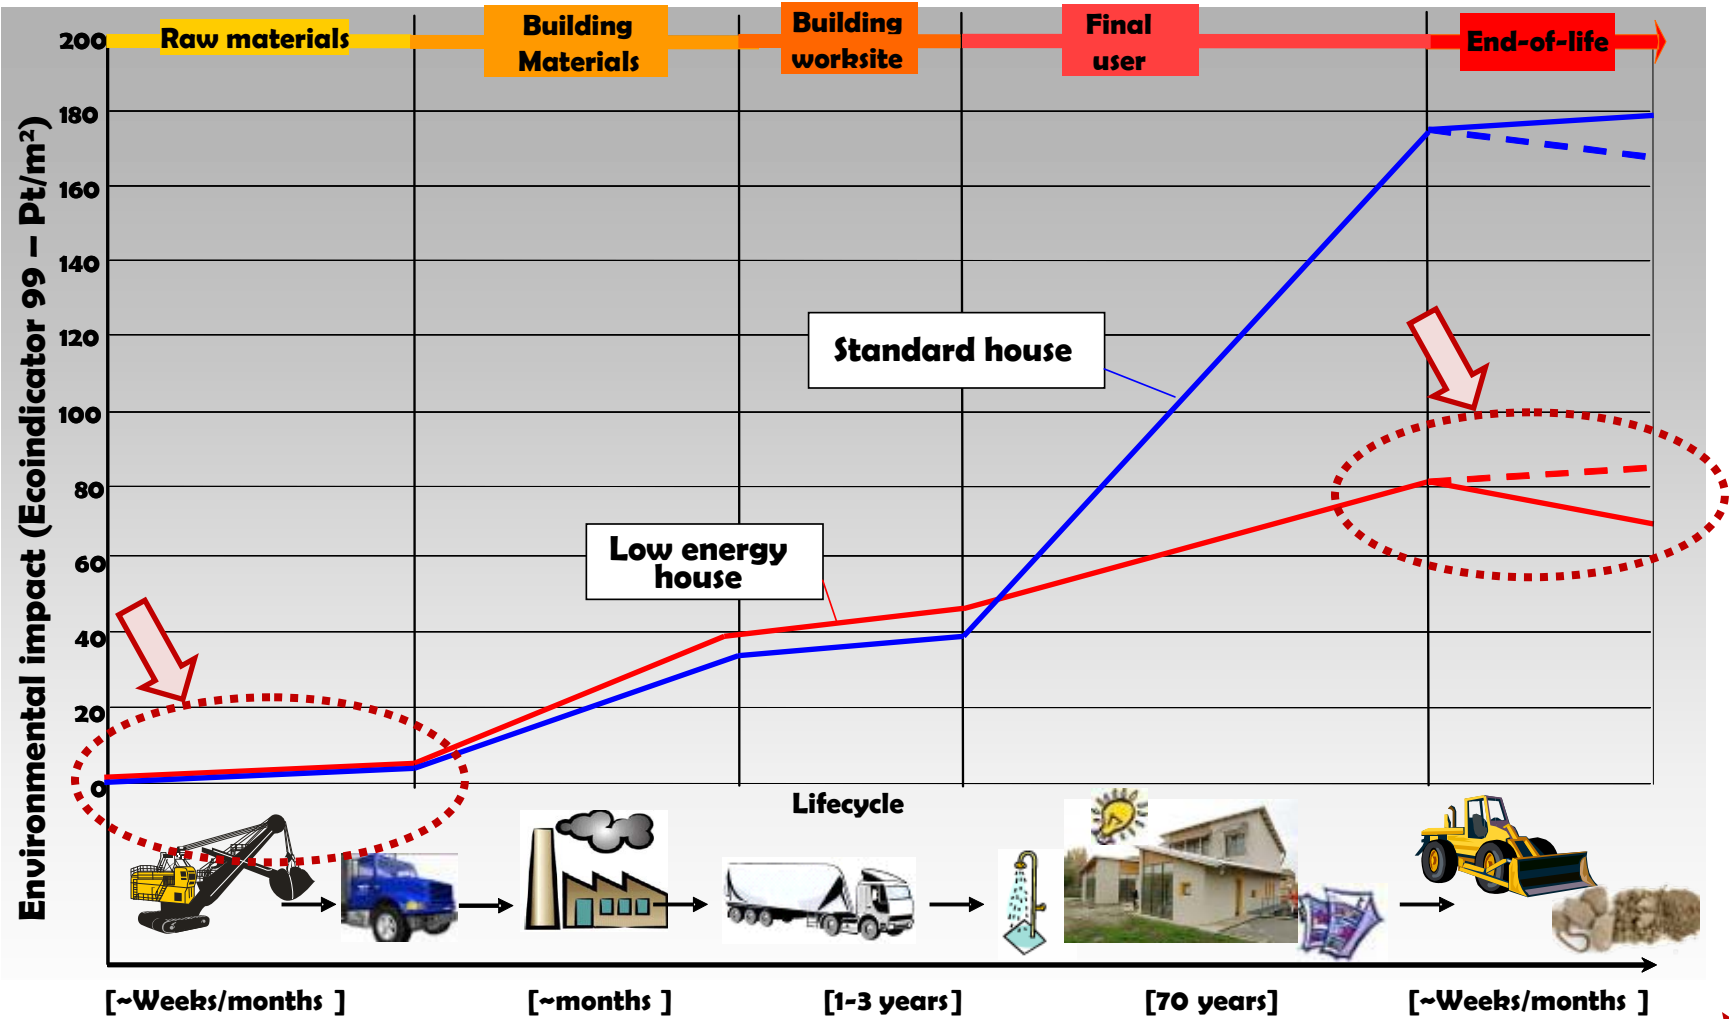 Raw materials
Building
Materials
Building
worksite
Final
user
End-of-life
Environmental impact (Ecoindicator 99 – Pt/m²)
200
180
160
140
120
100
80
60
40
20
0
Standard house
Low energy
house
Lifecycle
[~Weeks/months ]
[~months ]
[1-3 years]
[70 years]
[~Weeks/months ]